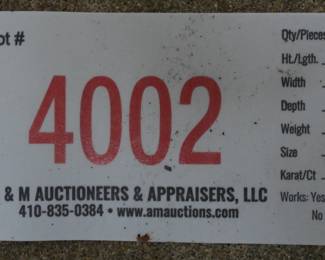 ot #
4002
& M AUCTIONEERS & APPRAISERS, LLC
410-835-0384 • www.amauctions.com
Qty/Pieces
Ht./Lgth.
Width
Depth
Weight
Size
Karat/Ct
Works: Yes
No